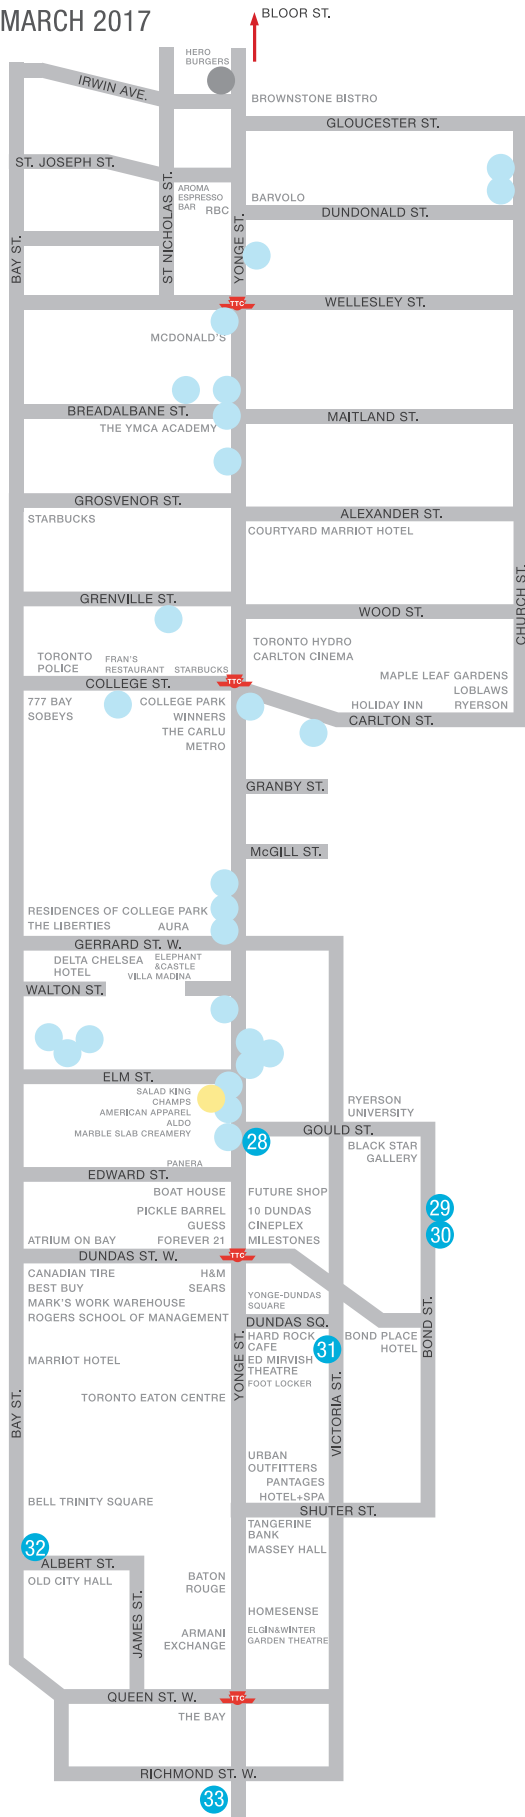 MARCH 2017
BLOOR ST.
HERO
BURGERS
IRWIN AVE.
BROWNSTONE BISTRO
GLOUCESTER ST.
ST. JOSEPH ST.
ST NICHOLAS ST.
AROMA
ESPRESSO
BAR
RBC
BARVOLO
DUNDONALD ST.
BAY ST.
YONGE ST.
TTC
WELLESLEY ST.
MCDONALD'S
BREADALBANE ST.
MAITLAND ST.
THE YMCA ACADEMY
GROSVENOR ST.
ALEXANDER ST.
STARBUCKS
COURTYARD MARRIOT HOTEL
CHURCH ST.
GRENVILLE ST.
WOOD ST.
TORONTO HYDRO
CARLTON CINEMA
TORONTO
POLICE
FRAN'S
RESTAURANT
STARBUCKS
MAPLE LEAF GARDENS
LOBLAWS
RYERSON
HOLIDAY INN
COLLEGE ST.
TTC
CARLTON ST.
777 BAY
SOBEYS
COLLEGE PARK
WINNERS
THE CARLU
METRO
GRANBY ST.
McGILL ST.
RESIDENCES OF COLLEGE PARK
THE LIBERTIES
AURA
GERRARD ST. W.
DELTA CHELSEA
HOTEL
ELEPHANT
&CASTLE
VILLA MADINA
WALTON ST.
ELM ST.
SALAD KING
CHAMPS
AMERICAN APPAREL
ALDO
MARBLE SLAB CREAMERY
RYERSON
UNIVERSITY
GOULD ST.
28
BLACK STAR
GALLERY
PANERA
EDWARD ST.
BOAT HOUSE
FUTURE SHOP
29
PICKLE BARREL
10 DUNDAS
GUESS
CINEPLEX
30
ATRIUM ON BAY
FOREVER 21
MILESTONES
DUNDAS ST. W.
TTC
CANADIAN TIRE
H&M
BEST BUY
SEARS
MARK'S WORK WAREHOUSE
ROGERS SCHOOL OF MANAGEMENT
YONGE-DUNDAS
SQUARE
DUNDAS SQ.
BOND ST.
HARD ROCK
CAFE
ED MIRVISH
THEATRE
FOOT LOCKER
31
BOND PLACE
HOTEL
MARRIOT HOTEL
YONGE ST.
BAY ST.
VICTORIA ST.
TORONTO EATON CENTRE
URBAN
OUTFITTERS
PANTAGES
HOTEL+SPA
BELL TRINITY SQUARE
SHUTER ST.
TANGERINE
BANK
MASSEY HALL
32
ALBERT ST.
OLD CITY HALL
BATON
ROUGE
JAMES ST.
HOMESENSE
ARMANI
EXCHANGE
ELGIN&WINTER
GARDEN THEATRE
QUEEN ST. W.
TTC
THE BAY
RICHMOND ST. W.
33